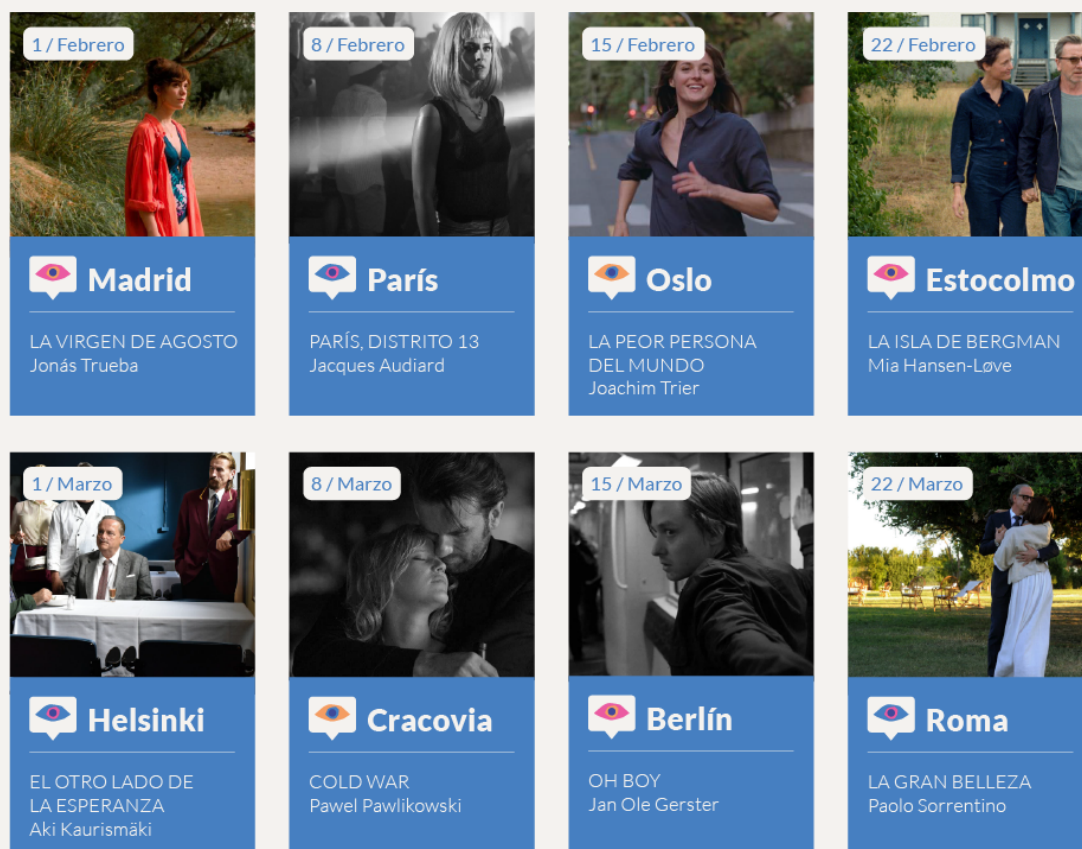 1 / Febrero
8 / Febrero
15 / Febrero
22 / Febrero
Madrid
París
Oslo
Estocolmo
LA VIRGEN DE AGOSTO
Jonás Trueba
PARÍS, DISTRITO 13
Jacques Audiard
LA PEOR PERSONA
DEL MUNDO
Joachim Trier
LA ISLA DE BERGMAN
Mia Hansen-Løve
1 / Marzo
8 / Marzo
15 / Marzo
22 / Marzo
Helsinki
Cracovia
Berlín
Roma
EL OTRO LADO DE
LA ESPERANZA
Aki Kaurismäki
COLD WAR
Pawel Pawlikowski
OH BOY
Jan Ole Gerster
LA GRAN BELLEZA
Paolo Sorrentino